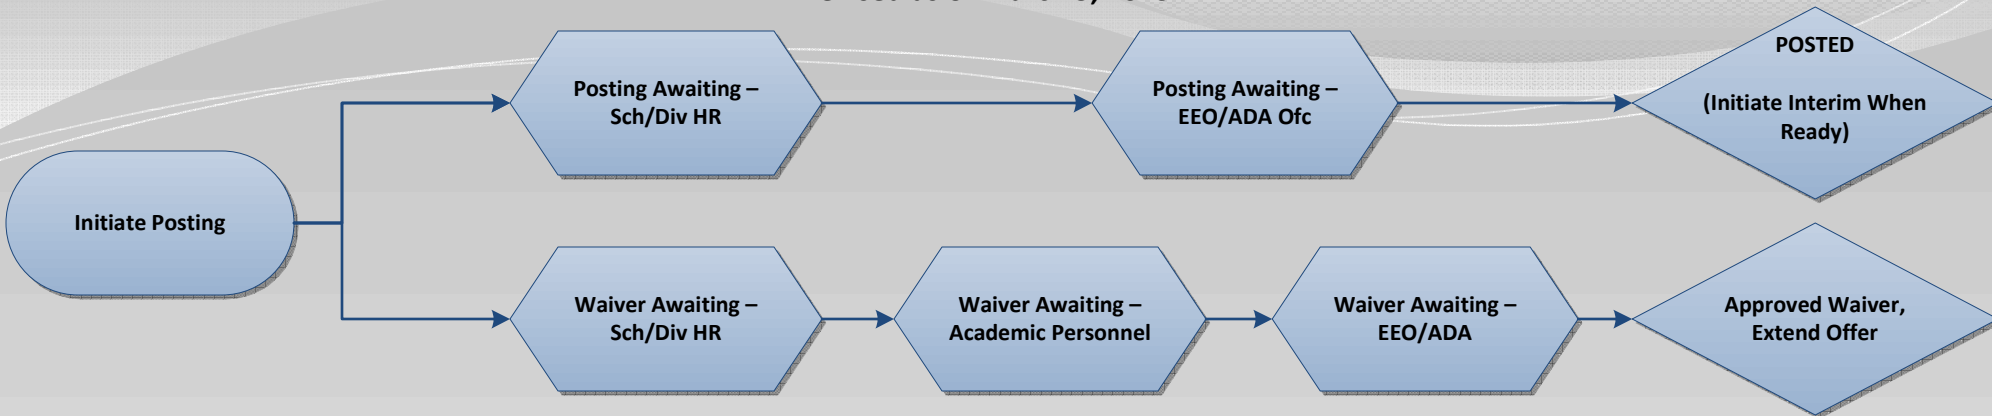 POSTED
Posting Awaiting –
Sch/Div HR
Posting Awaiting –
EEO/ADA Ofc
(Initiate Interim When
Ready)
Initiate Posting
Waiver Awaiting –
Sch/Div HR
Waiver Awaiting –
Academic Personnel
Waiver Awaiting –
EEO/ADA
Approved Waiver,
Extend Offer